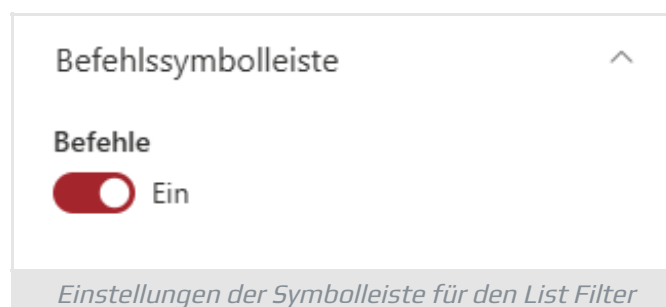 Befehlssymbolleiste
Befehle
Ein
Einstellungen der Symbolleiste für den List Filter